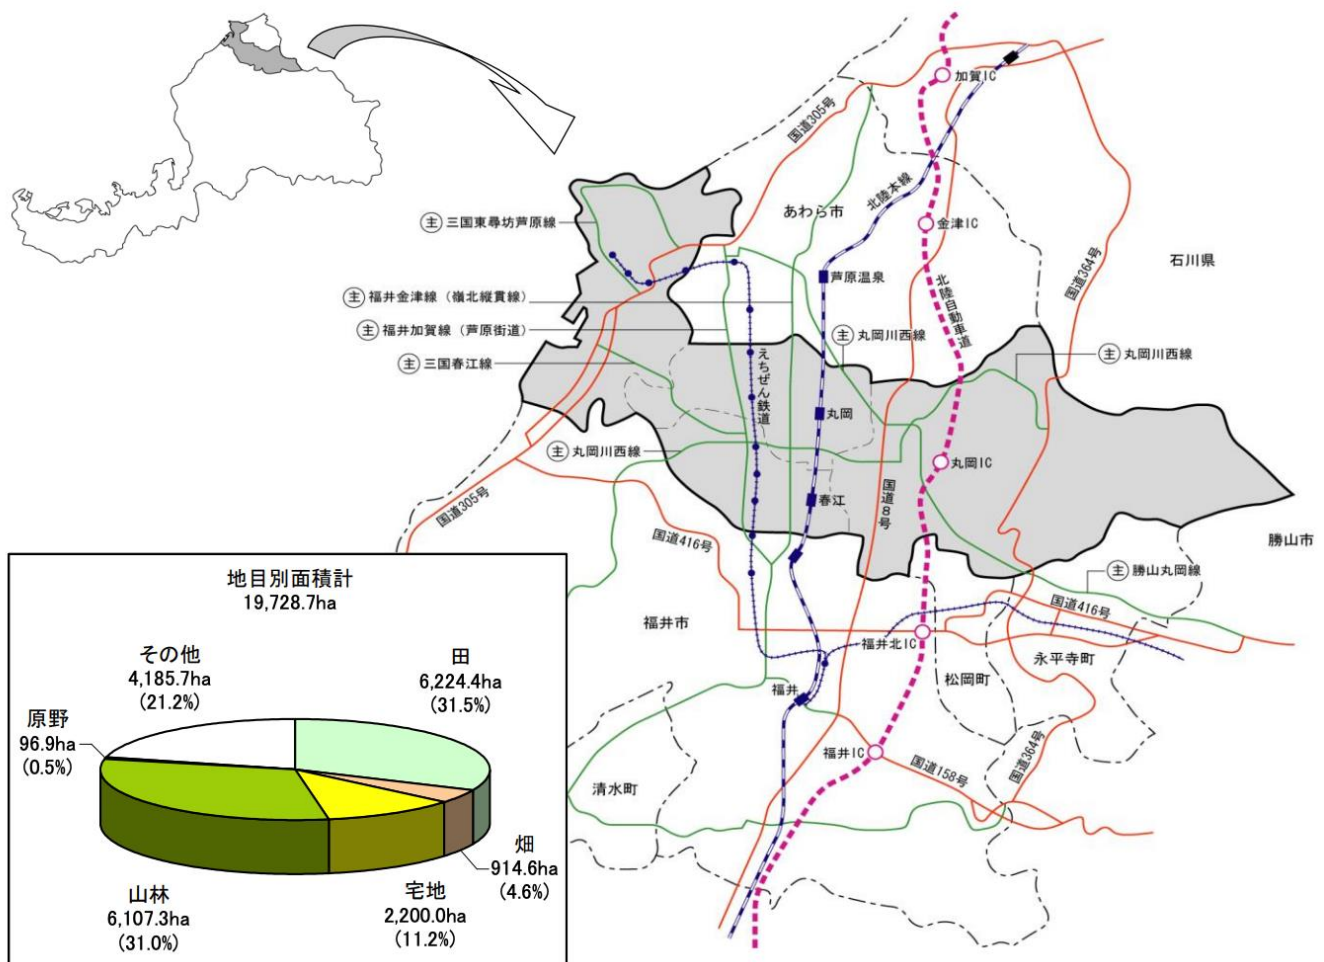 加賀IC
国道305号
北陸本線
あわら市
主 三国東尋坊芦原線
金津IC
石川県
国道364号
芦原温泉
北陸自動車道
主 福井金津線（嶺北縦貫線）
主 福井加賀線（芦原街道）
主 丸岡川西線
主 丸岡川西線
主 三国春江線
えちぜん鉄道
丸岡
主 丸岡川西線
丸岡IC
国道8号
春江
国道305号
国道416号
勝山市
主 勝山丸岡線
国道416号
福井市
福井北IC
永平寺町
松岡町
福井
福井IC
国道158号
国道364号
清水町
地目別面積計
19,728.7ha
その他
4,185.7ha
(21.2%)
田
6,224.4ha
(31.5%)
原野
96.9ha
(0.5%)
畑
914.6ha
(4.6%)
山林
6,107.3ha
(31.0%)
宅地
2,200.0ha
(11.2%)